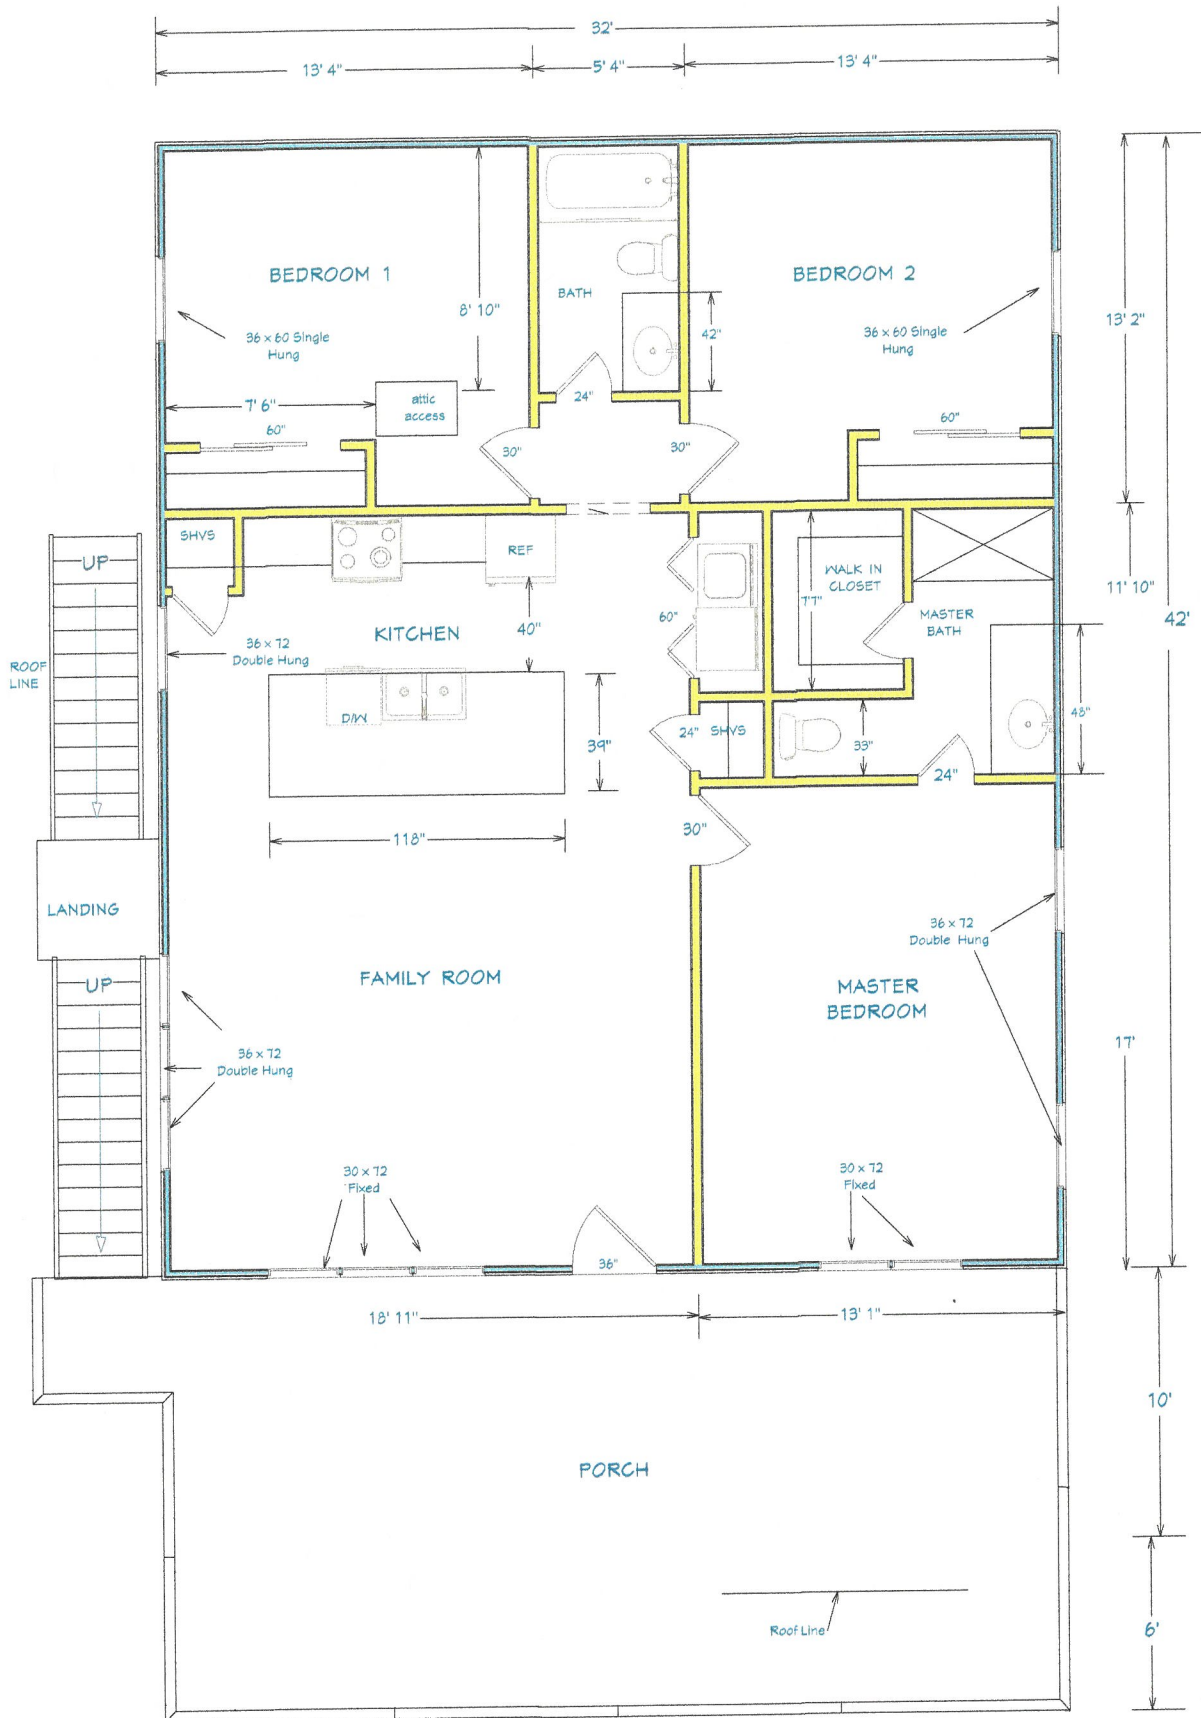 32'
13' 4"
5' 4"
13' 4"
BEDROOM 1
36 x 60 Single
Hung
8' 10"
7' 6"
attic
access
60"
BATH
42"
24"
30"
30"
BEDROOM 2
36 x 60 Single
Hung
60"
13' 2"
SHVS
REF
KITCHEN
40"
36 x 72
Double Hung
D/W
39"
118"
60"
24"
SHVS
WALK IN
CLOSET
7'7"
MASTER
BATH
33"
48"
24"
11' 10"
42'
UP
ROOF
LINE
LANDING
UP
30"
FAMILY ROOM
36 x 72
Double Hung
MASTER
BEDROOM
36 x 72
Double Hung
17'
30 x 72
Fixed
30 x 72
Fixed
36"
18' 11"
13' 1"
PORCH
10'
Roof Line
6'